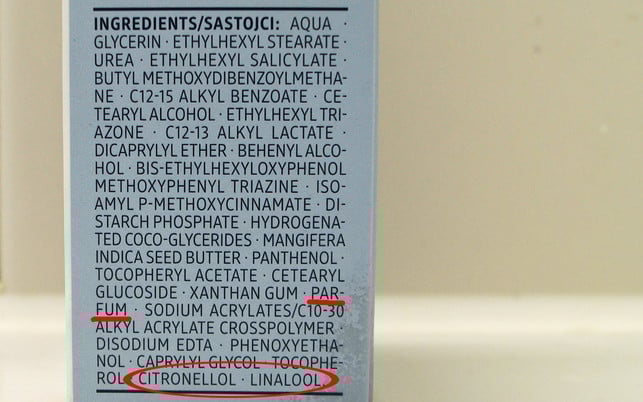 INGREDIENTS/SASTOJCI: AQUA ·
GLYCERIN · ETHYLHEXYL STEARATE ·
UREA · ETHYLHEXYL SALICYLATE ·
BUTYL METHOXYDIBENZOYLMETHA-
NE · C12-15 ALKYL BENZOATE · CE-
TEARYL ALCOHOL · ETHYLHEXYL TRI-
AZONE · C12-13 ALKYL LACTATE ·
DICAPRYLYL ETHER · BEHENYL ALCO-
HOL · BIS-ETHYLHEXYLOXYPHENOL
METHOXYPHENYL TRIAZINE · ISO-
AMYL P-METHOXYCINNAMATE · DI-
STARCH PHOSPHATE · HYDROGENA-
TED COCO-GLYCERIDES · MANGIFERA
INDICA SEED BUTTER · PANTHENOL ·
TOCOPHERYL ACETATE · CETEARYL
GLUCOSIDE · XANTHAN GUM · PAR-
FUM · SODIUM ACRYLATES/C10-30
ALKYL ACRYLATE CROSSPOLYMER ·
DISODIUM EDTA · PHENOXYETHA-
NOL · CAPRYLYL GLYCOL · TOCOPHE-
ROL · CITRONELLOL · LINALOOL.